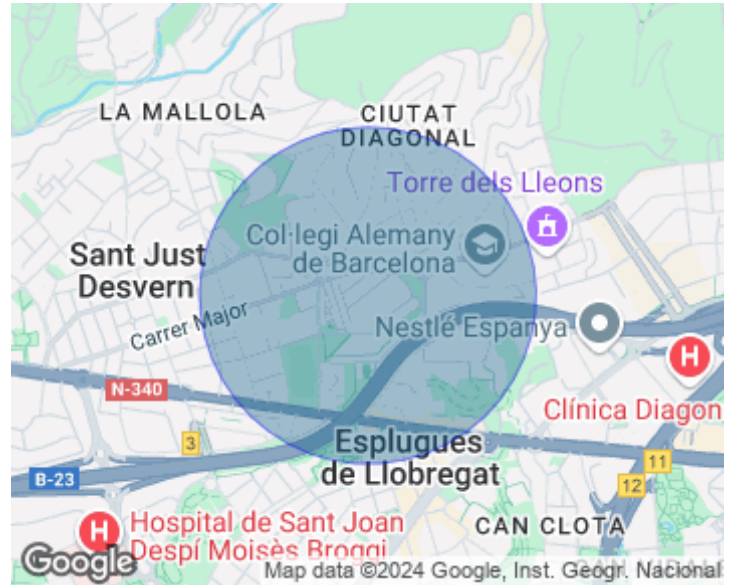 LA MALLOLA
CIUTAT
DIAGONAL
Torre dels Lleons
Col·legi Alemany
de Barcelona
Sant Just
Desvern
Carrer Major
Nestlé Espanya
N-340
H
Clínica Diagon
3
Esplugues
de Llobregat
B-23
11
12
H
Hospital de Sant Joan
Despí Moisès Broggi
CAN CLOTA
Google
Map data ©2024 Google, Inst. Geogr. Nacional